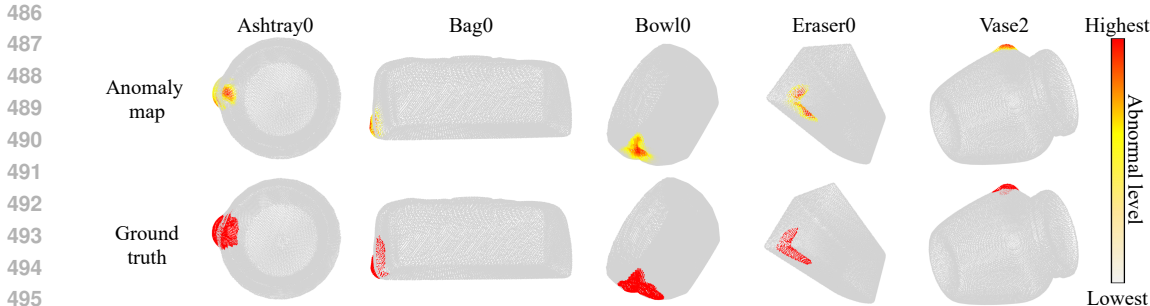 486
487
488
489
490
491
492
493
494
495
Ashtray0 Bag0 Bowl0 Eraser0 Vase2 Highest
Anomaly
map
Ground
truth
Abnormal level
Lowest